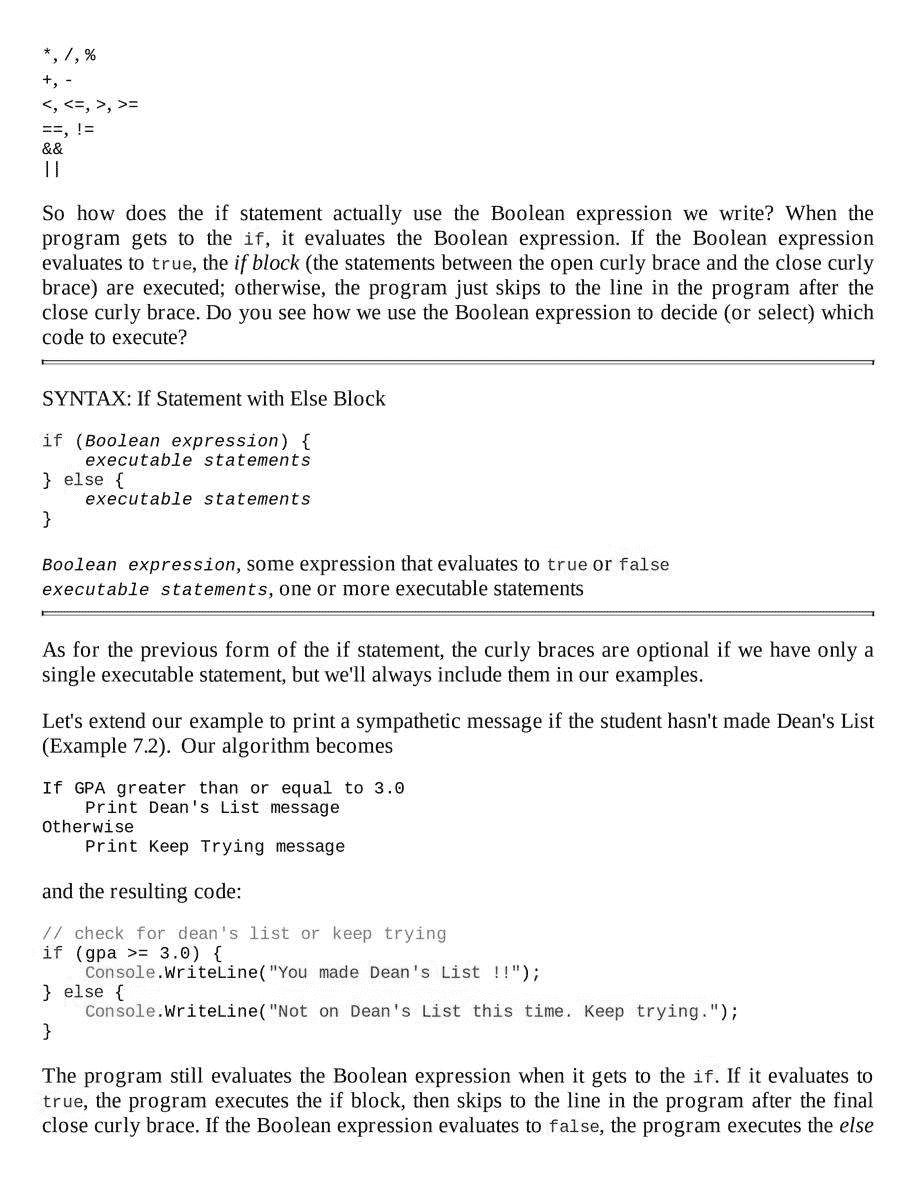 *, /, %
+, -
<, <=, >, >=
==, !=
&&
||
So how does the if statement actually use the Boolean expression we write? When the
program gets to the if, it evaluates the Boolean expression. If the Boolean expression
evaluates to true, the if block (the statements between the open curly brace and the close curly
brace) are executed; otherwise, the program just skips to the line in the program after the
close curly brace. Do you see how we use the Boolean expression to decide (or select) which
code to execute?
SYNTAX: If Statement with Else Block
if (Boolean expression) {
    executable statements
} else {
    executable statements
}
Boolean expression, some expression that evaluates to true or false
executable statements, one or more executable statements
As for the previous form of the if statement, the curly braces are optional if we have only a
single executable statement, but we'll always include them in our examples.
Let's extend our example to print a sympathetic message if the student hasn't made Dean's List
(Example 7.2).  Our algorithm becomes
If GPA greater than or equal to 3.0
    Print Dean's List message
Otherwise
    Print Keep Trying message
and the resulting code:
// check for dean's list or keep trying
if (gpa >= 3.0) {
    Console.WriteLine("You made Dean's List !!");
} else {
    Console.WriteLine("Not on Dean's List this time. Keep trying.");
}
The program still evaluates the Boolean expression when it gets to the if. If it evaluates to
true, the program executes the if block, then skips to the line in the program after the final
close curly brace. If the Boolean expression evaluates to false, the program executes the else